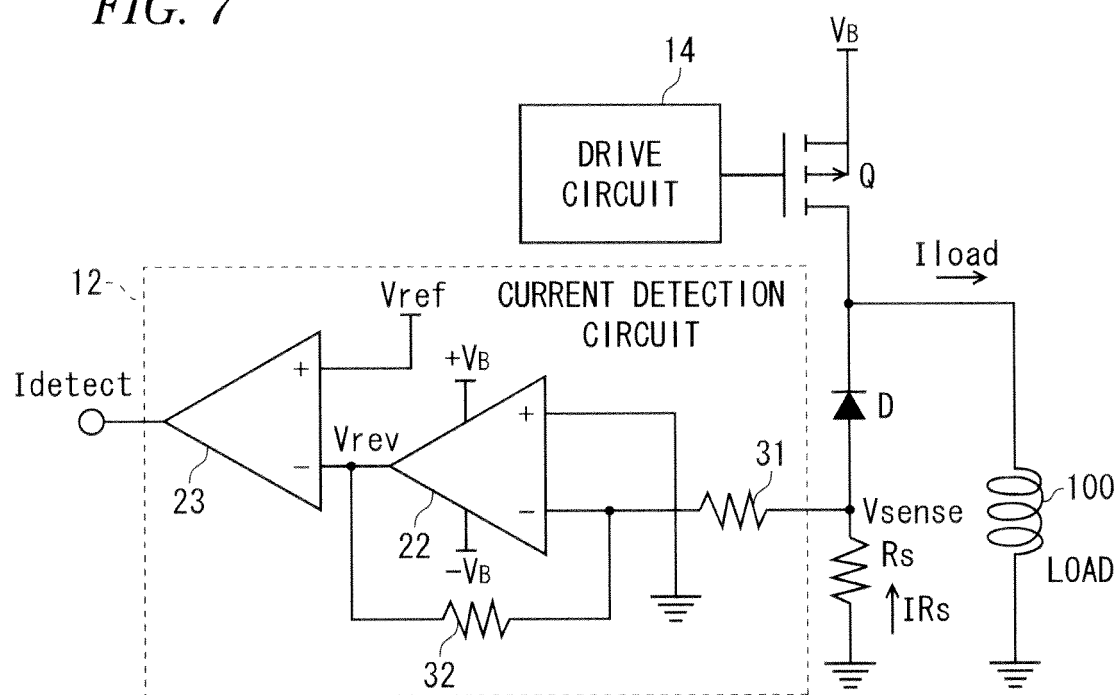 FIG. 7
VB
14
DRIVE
CIRCUIT
Q
Iload
12
Vref
CURRENT DETECTION
CIRCUIT
+VB
Idetect
+
+
D
Vrev
31
−
23
−
22
Vsense
100
−VB
Rs
LOAD
IRs
32